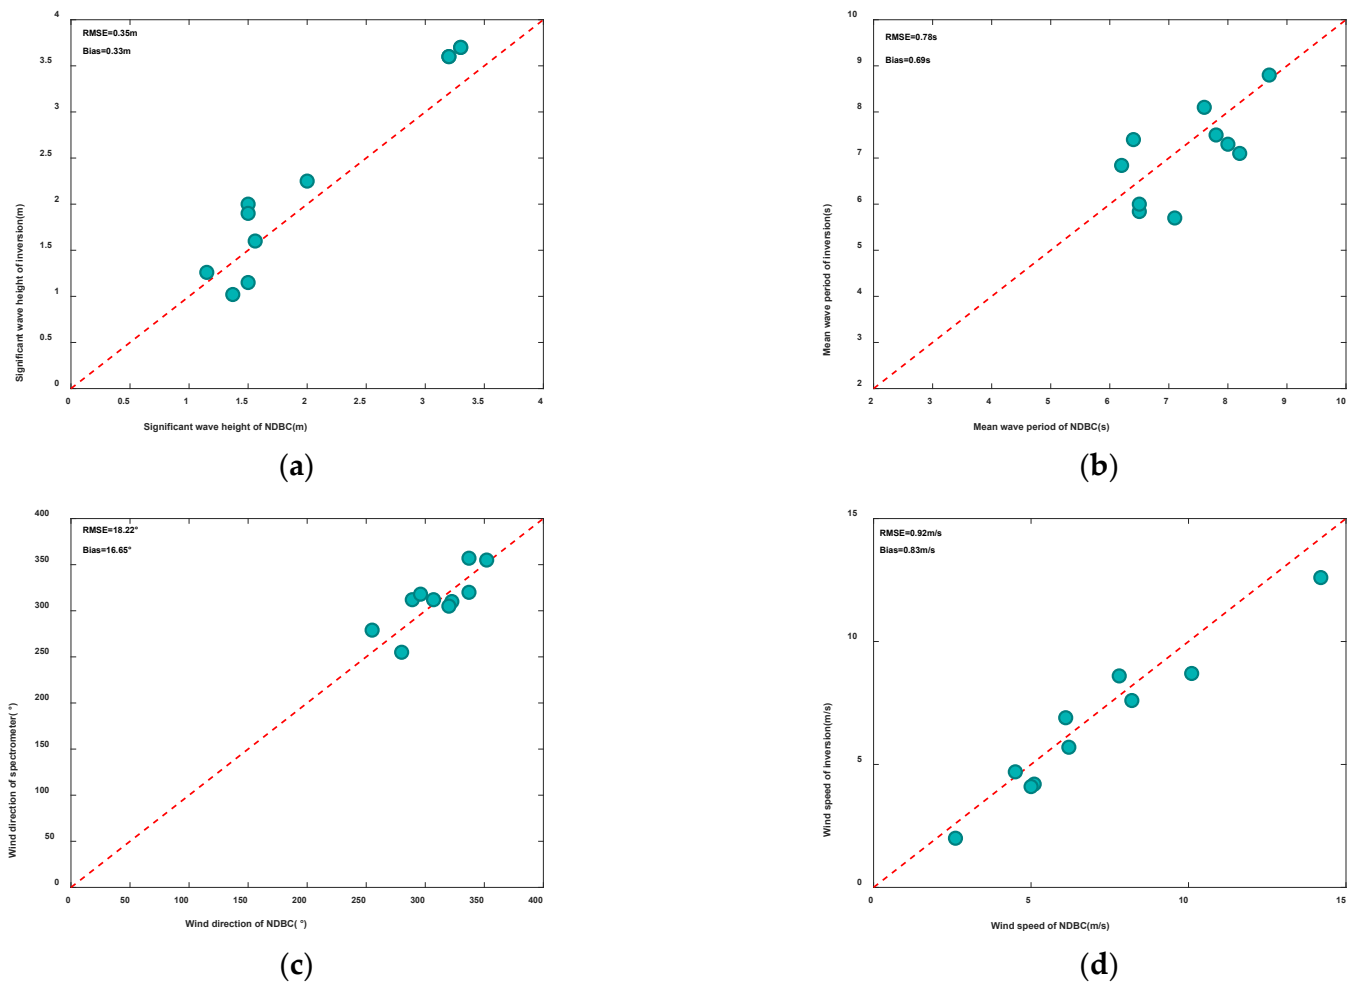 RMSE=0.35m
Bias=0.33m
4
3.5
3
2.5
2
1.5
1
0.5
0
0 0.5 1 1.5 2 2.5 3 3.5 4
Significant wave height of inversion(m)
Significant wave height of NDBC(m)
(a)
RMSE=0.78s
Bias=0.69s
10
9
8
7
6
5
4
3
2
2 3 4 5 6 7 8 9 10
Mean wave period of inversion(s)
Mean wave period of NDBC(s)
(b)
RMSE=18.22°
Bias=16.65°
400
350
300
250
200
150
100
50
0
0 50 100 150 200 250 300 350 400
Wind direction of spectrometer( °)
Wind direction of NDBC( °)
(c)
RMSE=0.92m/s
Bias=0.83m/s
15
10
5
0
0 5 10 15
Wind speed of inversion(m/s)
Wind speed of NDBC(m/s)
(d)